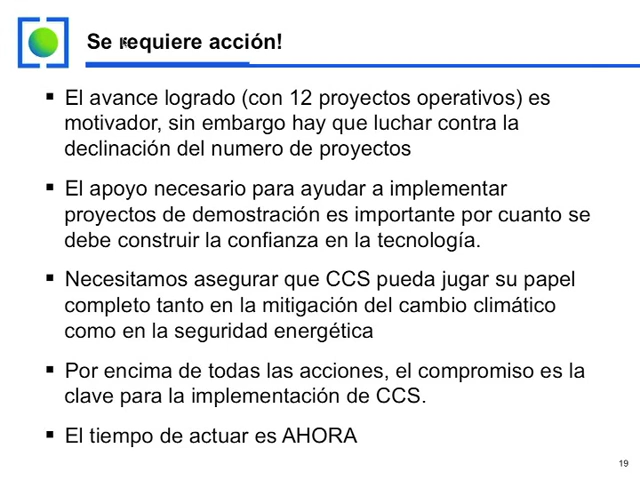 Se requiere acción!
▪ El avance logrado (con 12 proyectos operativos) es
motivador, sin embargo hay que luchar contra la
declinación del numero de proyectos
▪ El apoyo necesario para ayudar a implementar
proyectos de demostración es importante por cuanto se
debe construir la confianza en la tecnología.
▪ Necesitamos asegurar que CCS pueda jugar su papel
completo tanto en la mitigación del cambio climático
como en la seguridad energética
▪ Por encima de todas las acciones, el compromiso es la
clave para la implementación de CCS.
▪ El tiempo de actuar es AHORA
19